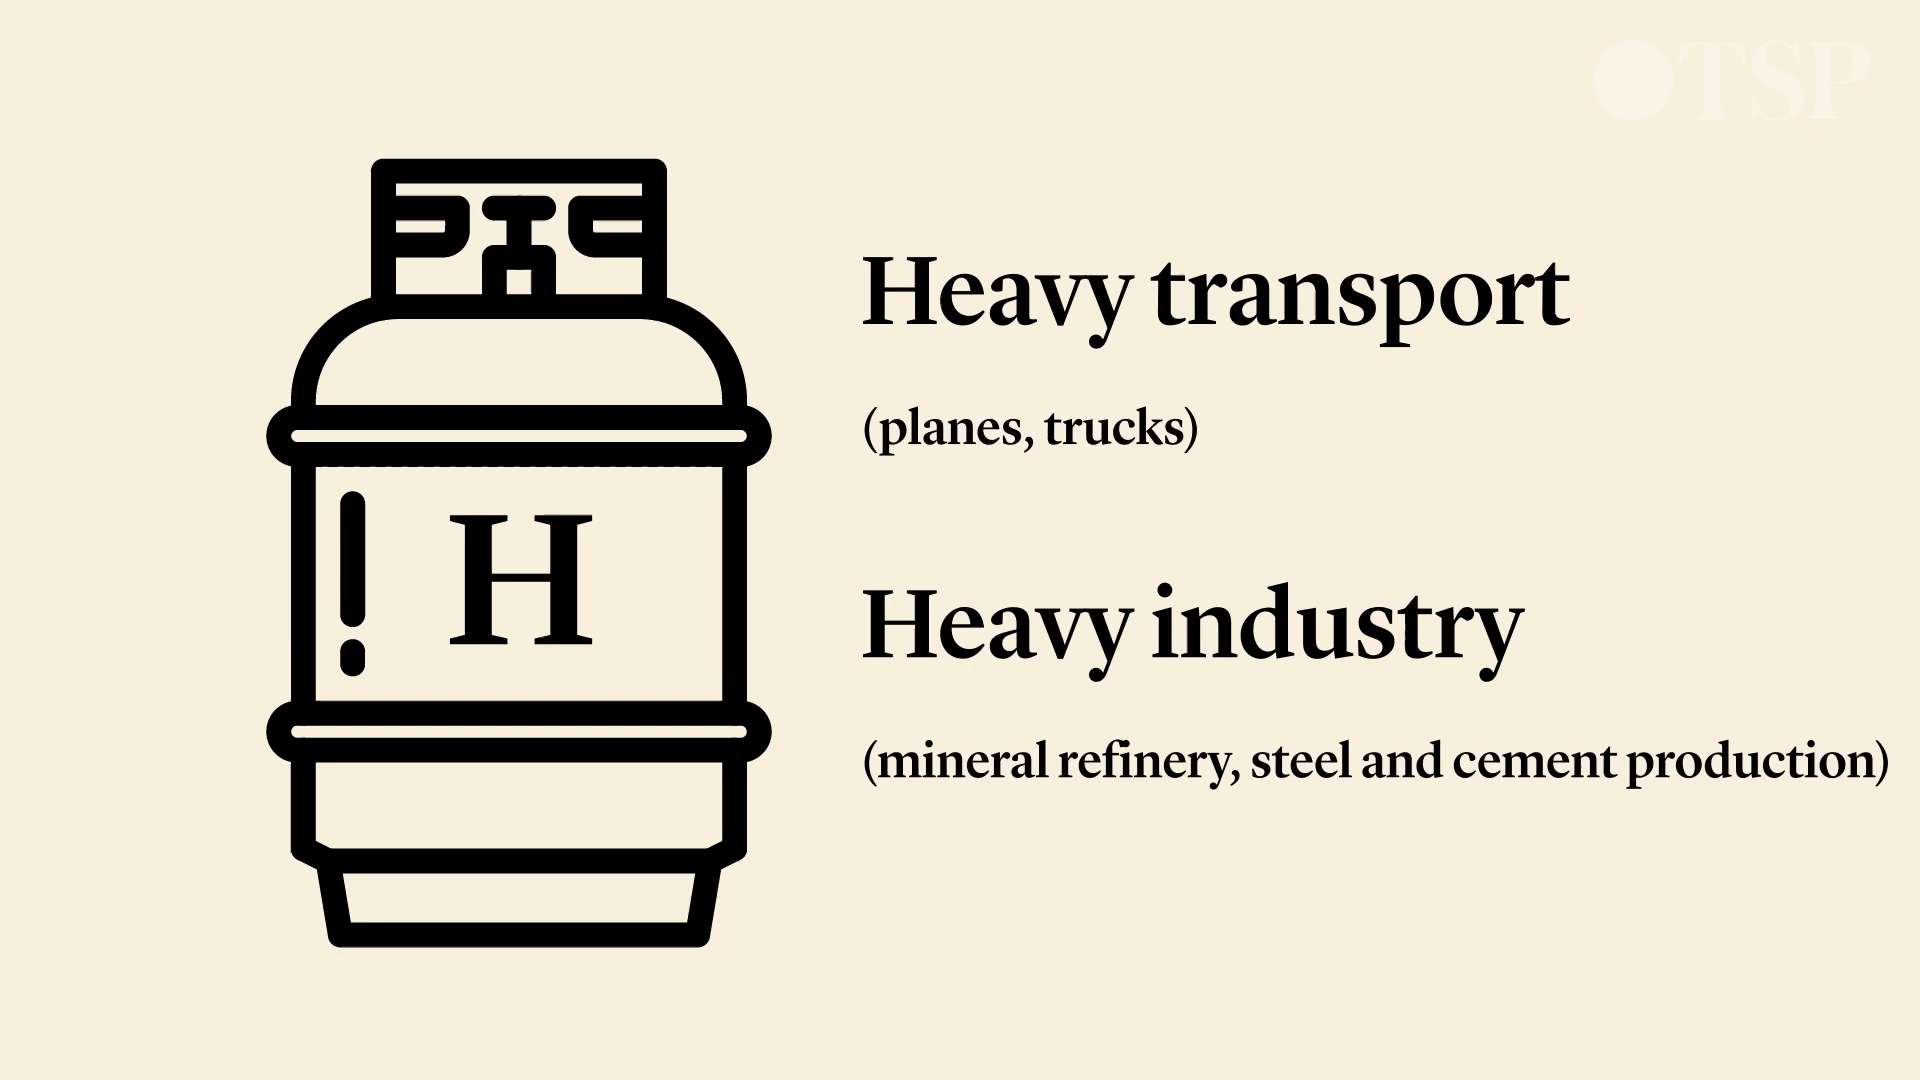 TSP
H
Heavy transport
(planes, trucks)
Heavy industry
(mineral refinery, steel and cement production)